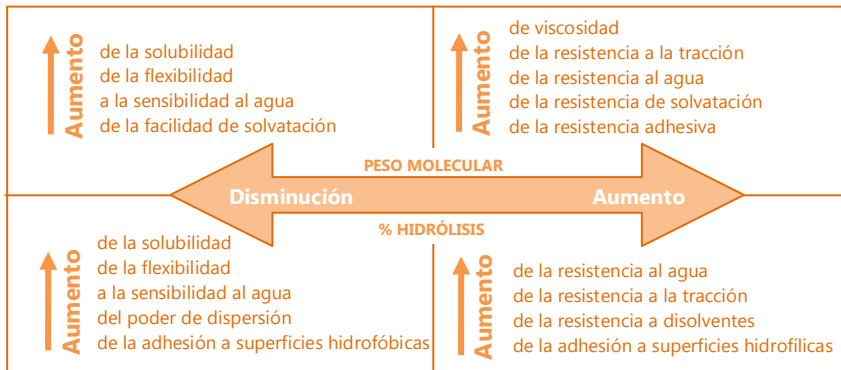 Aumento
de la solubilidad
de la flexibilidad
a la sensibilidad al agua
de la facilidad de solvatación
Aumento
de viscosidad
de la resistencia a la tracción
de la resistencia al agua
de la resistencia de solvatación
de la resistencia adhesiva
PESO MOLECULAR
Disminución
Aumento
% HIDRÓLISIS
Aumento
de la solubilidad
de la flexibilidad
a la sensibilidad al agua
del poder de dispersión
de la adhesión a superficies hidrofóbicas
Aumento
de la resistencia al agua
de la resistencia a la tracción
de la resistencia a disolventes
de la adhesión a superficies hidrofílicas